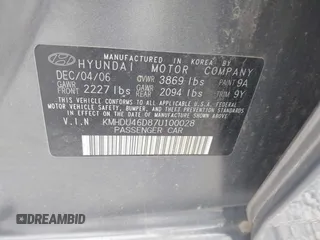 MANUFACTURED IN KOREA BY
HYUNDAI MOTOR COMPANY
DEC/04/06 GVWR 3869 lbs PAINT 9A
GAWR FRONT 2227 lbs GAWR REAR 2094 lbs TRIM 9Y
THIS VEHICLE CONFORMS TO ALL APPLICABLE U.S.A. FEDERAL
MOTOR VEHICLE SAFETY, BUMPER, AND THEFT PREVENTION
STANDARDS IN EFFECT ON THE DATE OF MANUFACTURE SHOWN ABOVE.
V.I.N KMHDU46D87U100028
PASSENGER CAR